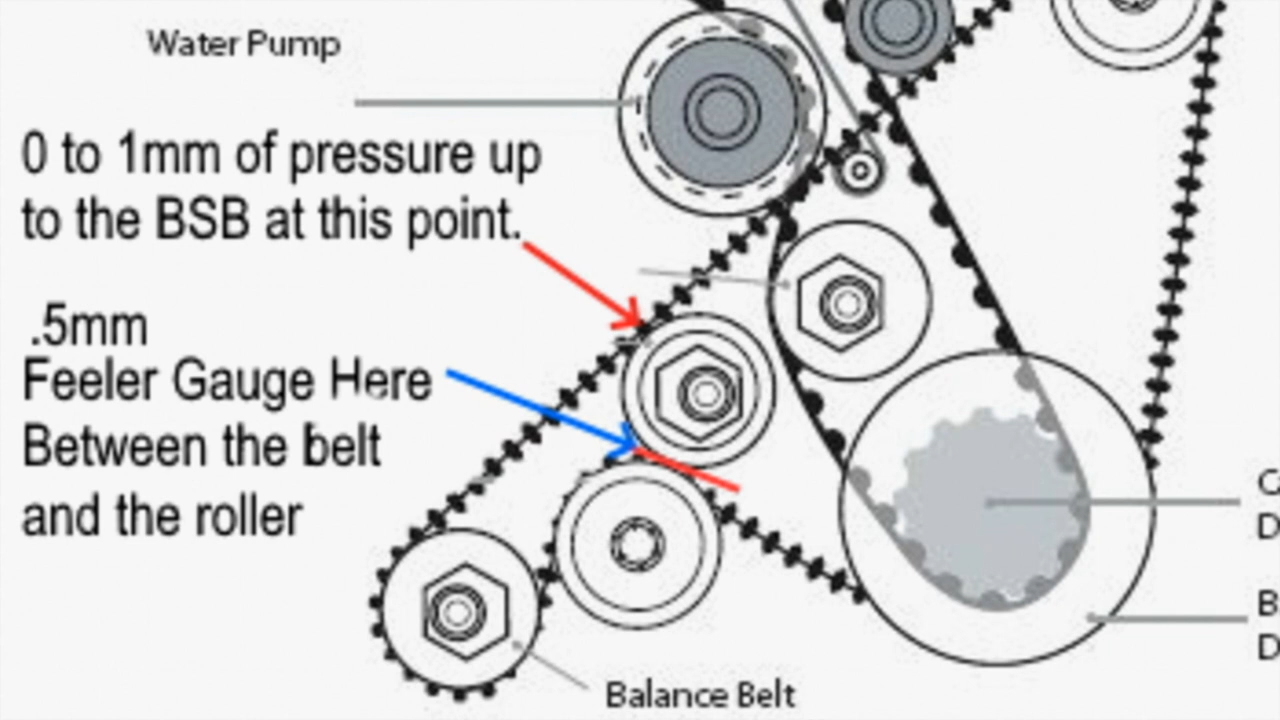 Water Pump
0 to 1mm of pressure up
to the BSB at this point.
.5mm
Feeler Gauge Here
Between the belt
and the roller
C
D
B
D
Balance Belt